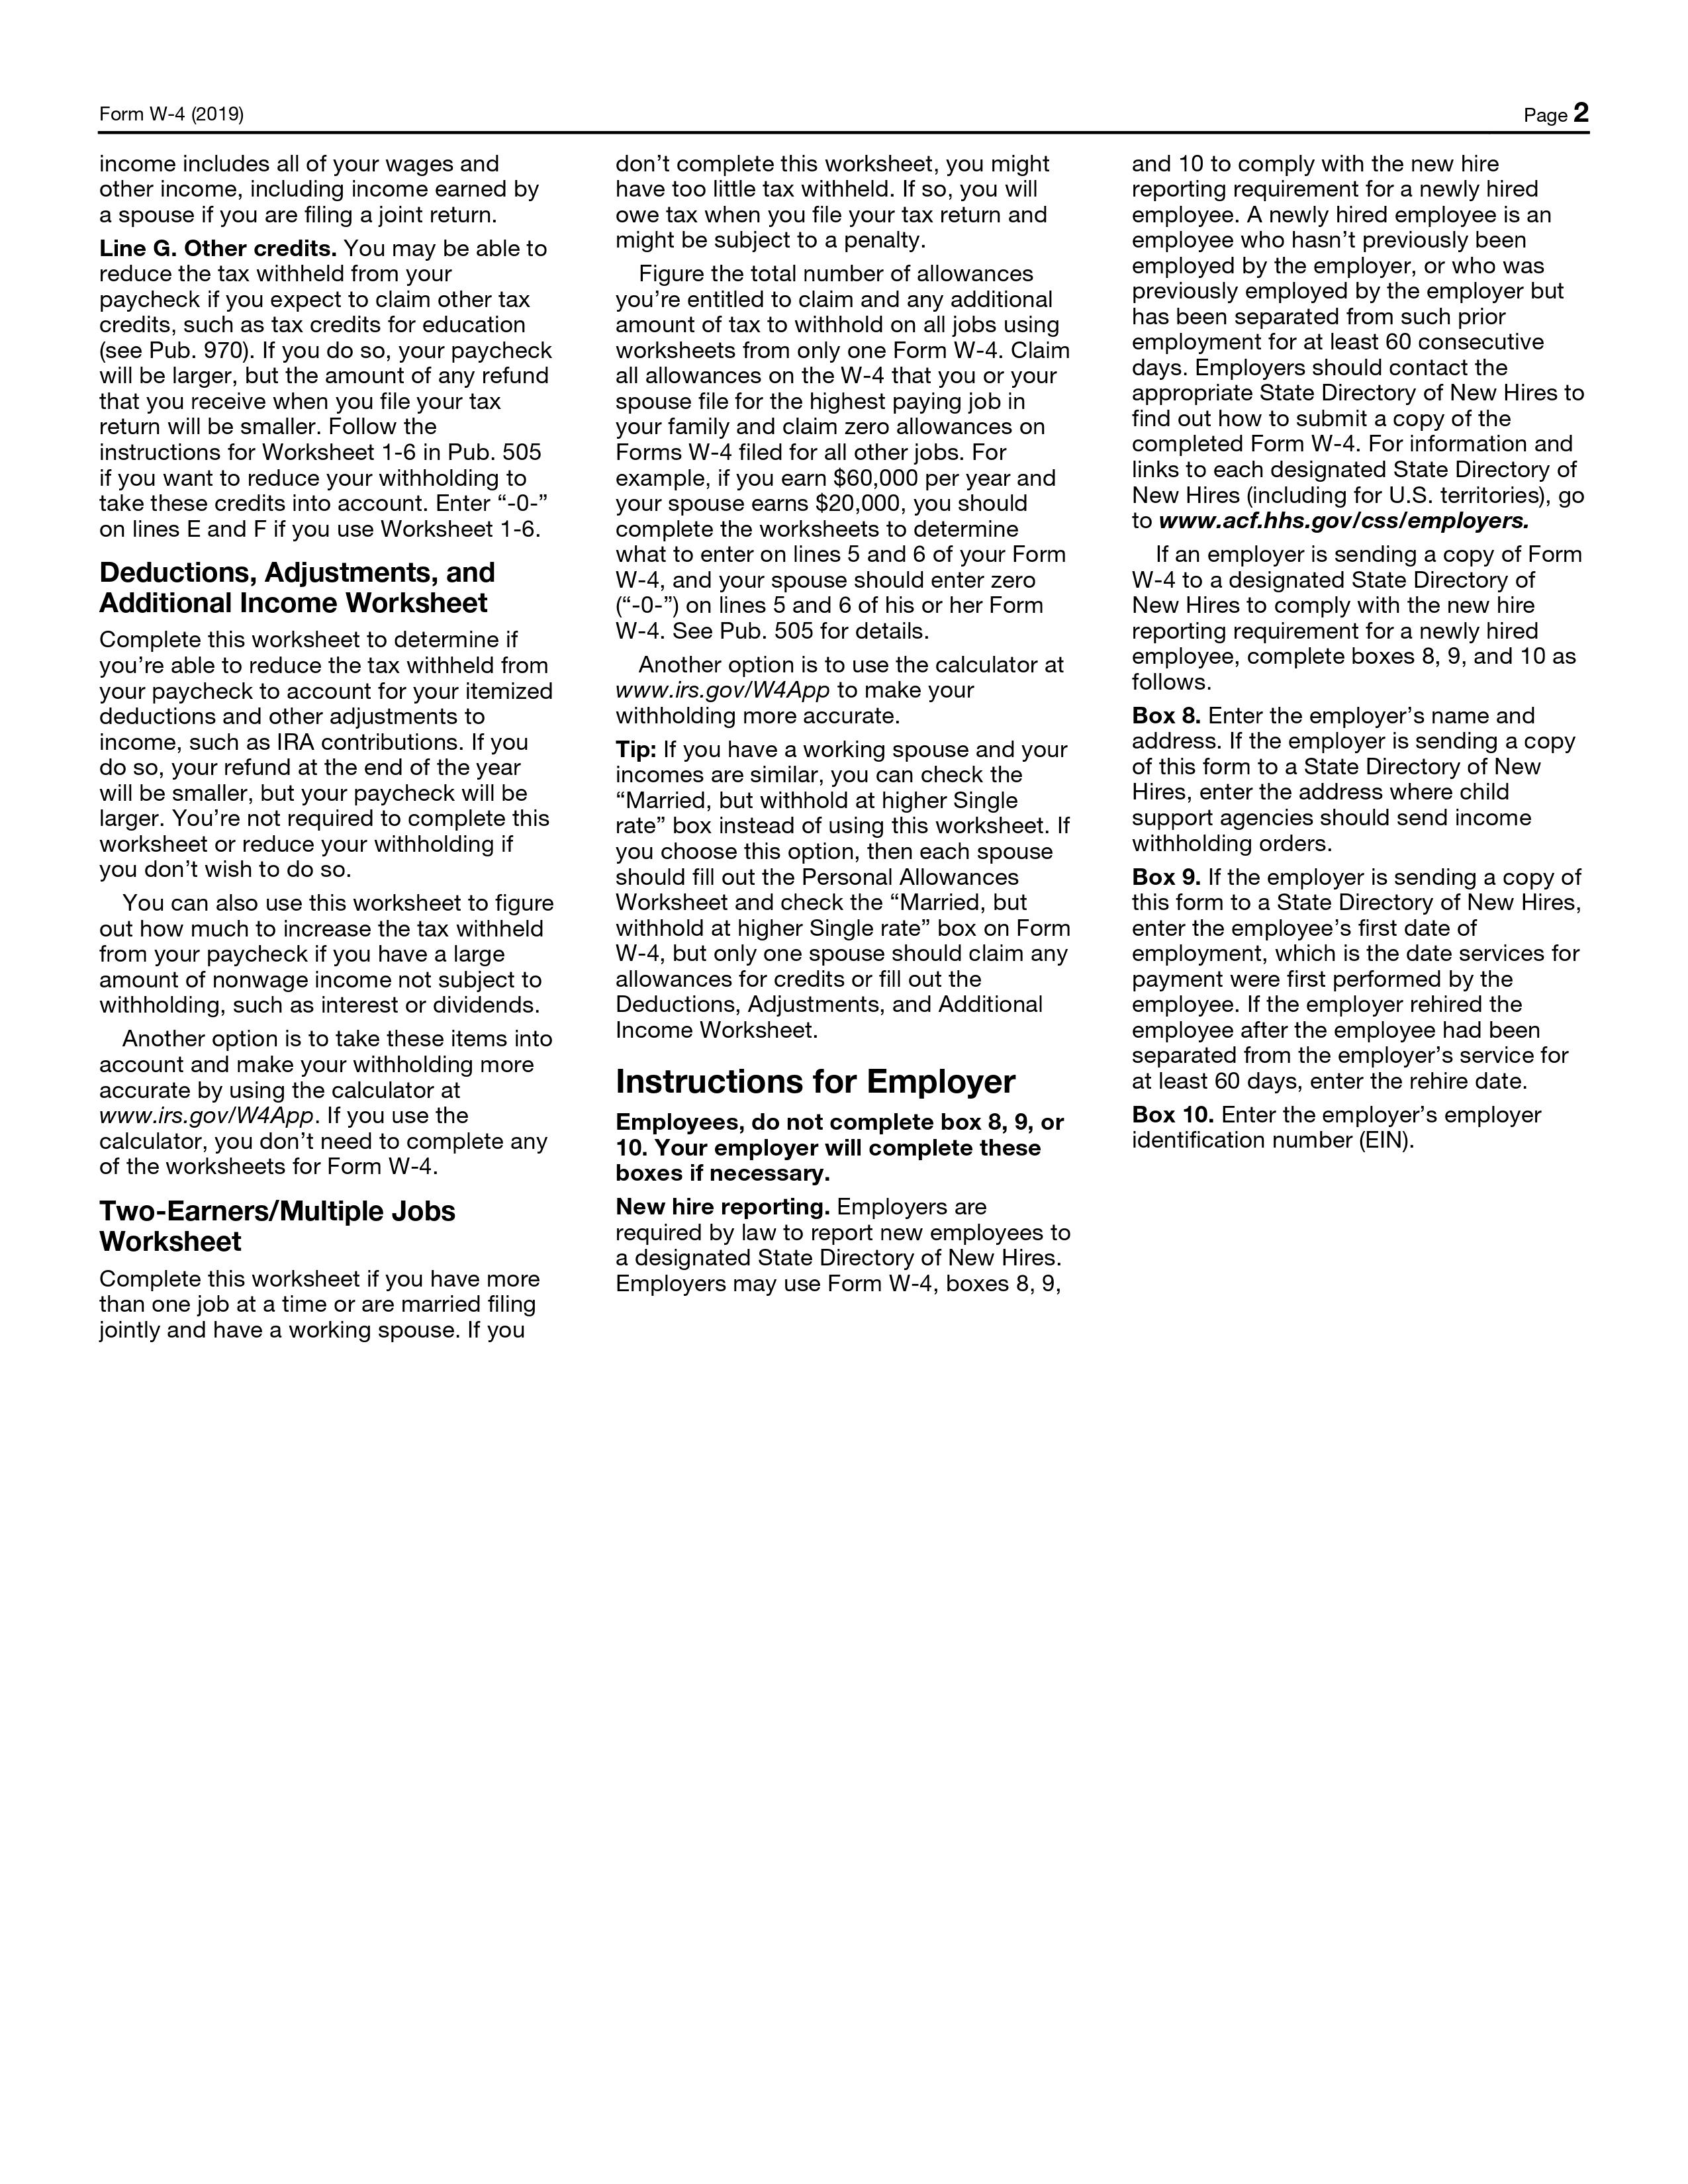 Form W-4 (2019)
Page 2
income includes all of your wages and
other income, including income earned by
a spouse if you are filing a joint return.
Line G. Other credits. You may be able to
reduce the tax withheld from your
paycheck if you expect to claim other tax
credits, such as tax credits for education
(see Pub. 970). If you do so, your paycheck
will be larger, but the amount of any refund
that you receive when you file your tax
return will be smaller. Follow the
instructions for Worksheet 1-6 in Pub. 505
if you want to reduce your withholding to
take these credits into account. Enter “-0-”
on lines E and F if you use Worksheet 1-6.
Deductions, Adjustments, and
Additional Income Worksheet
Complete this worksheet to determine if
you’re able to reduce the tax withheld from
your paycheck to account for your itemized
deductions and other adjustments to
income, such as IRA contributions. If you
do so, your refund at the end of the year
will be smaller, but your paycheck will be
larger. You’re not required to complete this
worksheet or reduce your withholding if
you don’t wish to do so.
You can also use this worksheet to figure
out how much to increase the tax withheld
from your paycheck if you have a large
amount of nonwage income not subject to
withholding, such as interest or dividends.
Another option is to take these items into
account and make your withholding more
accurate by using the calculator at
www.irs.gov/W4App. If you use the
calculator, you don’t need to complete any
of the worksheets for Form W-4.
Two-Earners/Multiple Jobs
Worksheet
Complete this worksheet if you have more
than one job at a time or are married filing
jointly and have a working spouse. If you
don’t complete this worksheet, you might
have too little tax withheld. If so, you will
owe tax when you file your tax return and
might be subject to a penalty.
Figure the total number of allowances
you’re entitled to claim and any additional
amount of tax to withhold on all jobs using
worksheets from only one Form W-4. Claim
all allowances on the W-4 that you or your
spouse file for the highest paying job in
your family and claim zero allowances on
Forms W-4 filed for all other jobs. For
example, if you earn $60,000 per year and
your spouse earns $20,000, you should
complete the worksheets to determine
what to enter on lines 5 and 6 of your Form
W-4, and your spouse should enter zero
(“-0-”) on lines 5 and 6 of his or her Form
W-4. See Pub. 505 for details.
Another option is to use the calculator at
www.irs.gov/W4App to make your
withholding more accurate.
Tip: If you have a working spouse and your
incomes are similar, you can check the
“Married, but withhold at higher Single
rate” box instead of using this worksheet. If
you choose this option, then each spouse
should fill out the Personal Allowances
Worksheet and check the “Married, but
withhold at higher Single rate” box on Form
W-4, but only one spouse should claim any
allowances for credits or fill out the
Deductions, Adjustments, and Additional
Income Worksheet.
Instructions for Employer
Employees, do not complete box 8, 9, or
10. Your employer will complete these
boxes if necessary.
New hire reporting. Employers are
required by law to report new employees to
a designated State Directory of New Hires.
Employers may use Form W-4, boxes 8, 9,
and 10 to comply with the new hire
reporting requirement for a newly hired
employee. A newly hired employee is an
employee who hasn’t previously been
employed by the employer, or who was
previously employed by the employer but
has been separated from such prior
employment for at least 60 consecutive
days. Employers should contact the
appropriate State Directory of New Hires to
find out how to submit a copy of the
completed Form W-4. For information and
links to each designated State Directory of
New Hires (including for U.S. territories), go
to www.acf.hhs.gov/css/employers.
If an employer is sending a copy of Form
W-4 to a designated State Directory of
New Hires to comply with the new hire
reporting requirement for a newly hired
employee, complete boxes 8, 9, and 10 as
follows.
Box 8. Enter the employer’s name and
address. If the employer is sending a copy
of this form to a State Directory of New
Hires, enter the address where child
support agencies should send income
withholding orders.
Box 9. If the employer is sending a copy of
this form to a State Directory of New Hires,
enter the employee’s first date of
employment, which is the date services for
payment were first performed by the
employee. If the employer rehired the
employee after the employee had been
separated from the employer’s service for
at least 60 days, enter the rehire date.
Box 10. Enter the employer’s employer
identification number (EIN).